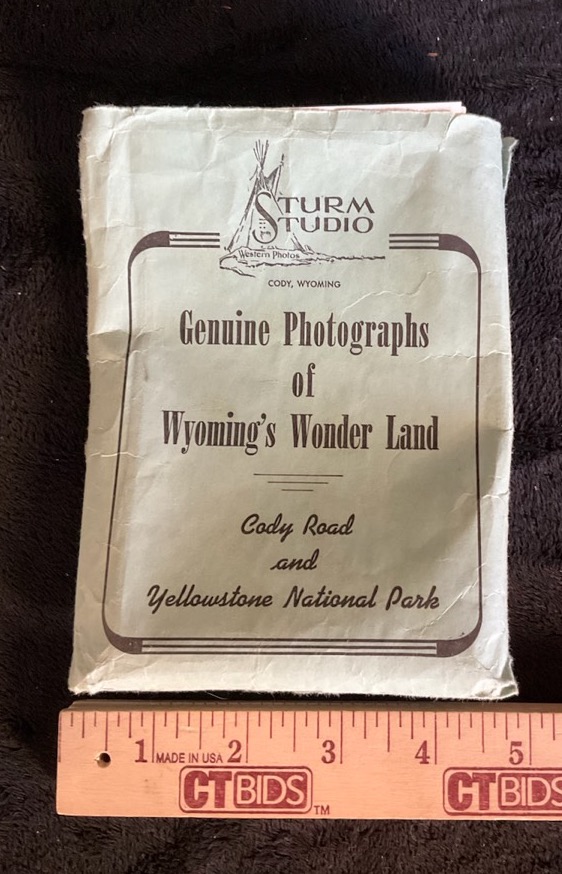 STURM
STUDIO
Western Photos
CODY, WYOMING
Genuine Photographs
of
Wyoming's Wonder Land
Cody Road
and
Yellowstone National Park
1 MADE IN USA 2 3 4 5
CTBIDS TM CTBIDS